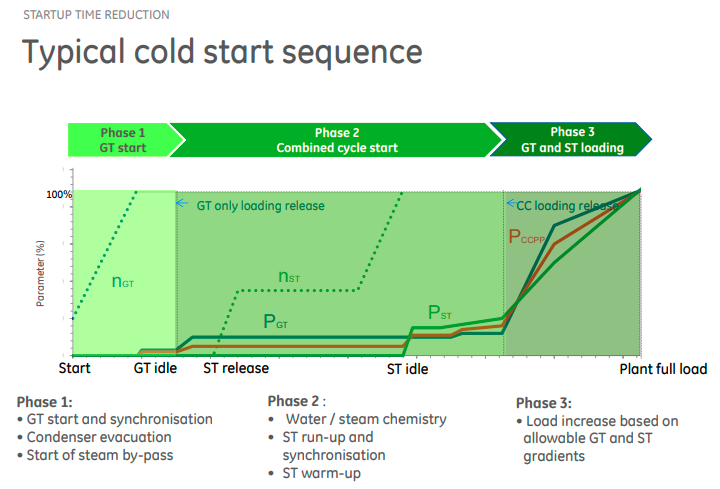 STARTUP TIME REDUCTION
Typical cold start sequence
Phase 1
GT start
Phase 2
Combined cycle start
Phase 3
GT and ST loading
100%
GT only loading release
CC loading release
Parameter (%)
nGT
nST
PGT
PST
PCCPP
Start
GT idle
ST release
ST idle
Plant full load
Phase 1:
• GT start and synchronisation
• Condenser evacuation
• Start of steam by-pass
Phase 2 :
• Water / steam chemistry
• ST run-up and
synchronisation
• ST warm-up
Phase 3:
• Load increase based on
allowable GT and ST
gradients